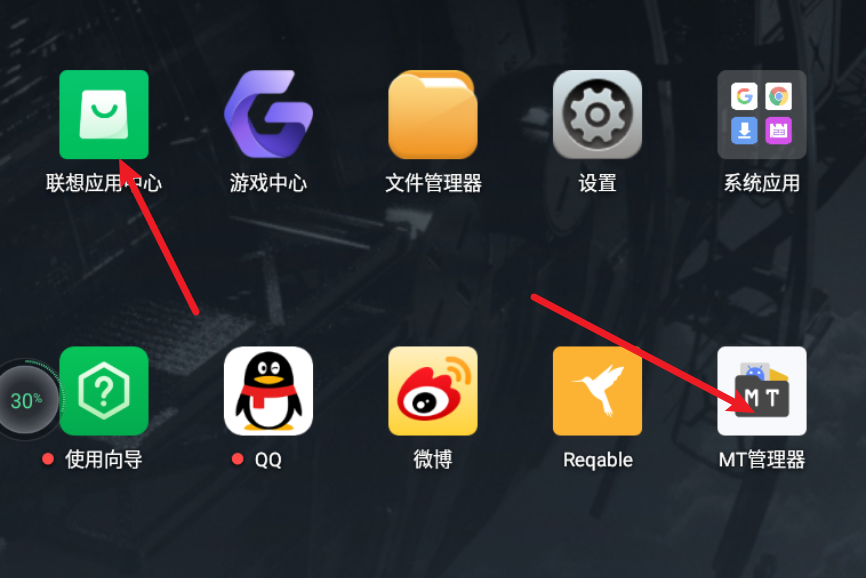 联想应用中心
游戏中心
文件管理器
设置
系统应用
30%
MT
使用向导
QQ
微博
Reqable
MT管理器